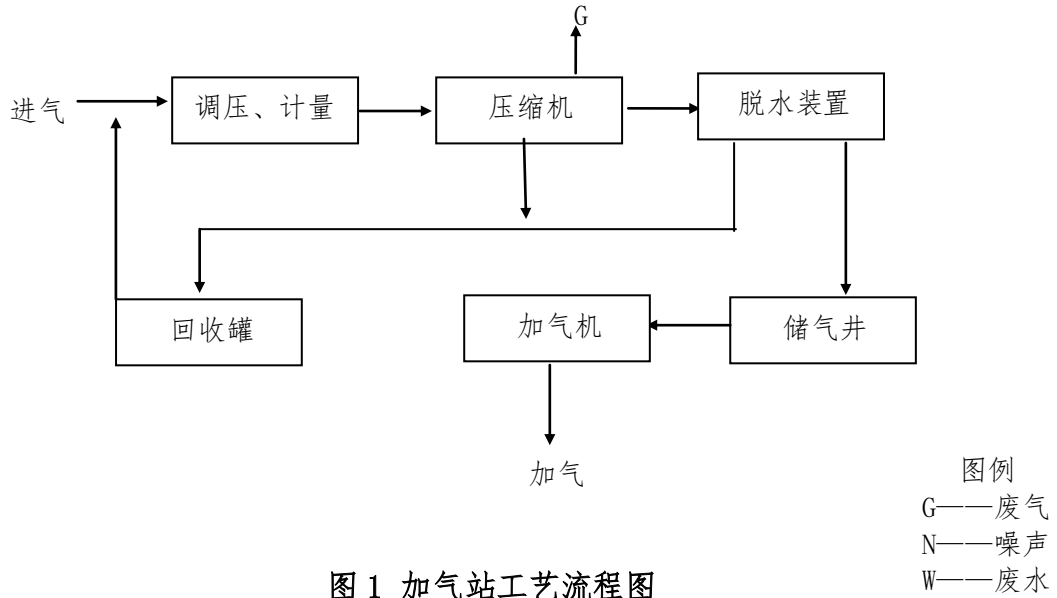 G
进气
调压、计量
压缩机
脱水装置
回收罐
加气机
储气井
加气
图例
G——废气
N——噪声
W——废水
图 1 加气站工艺流程图